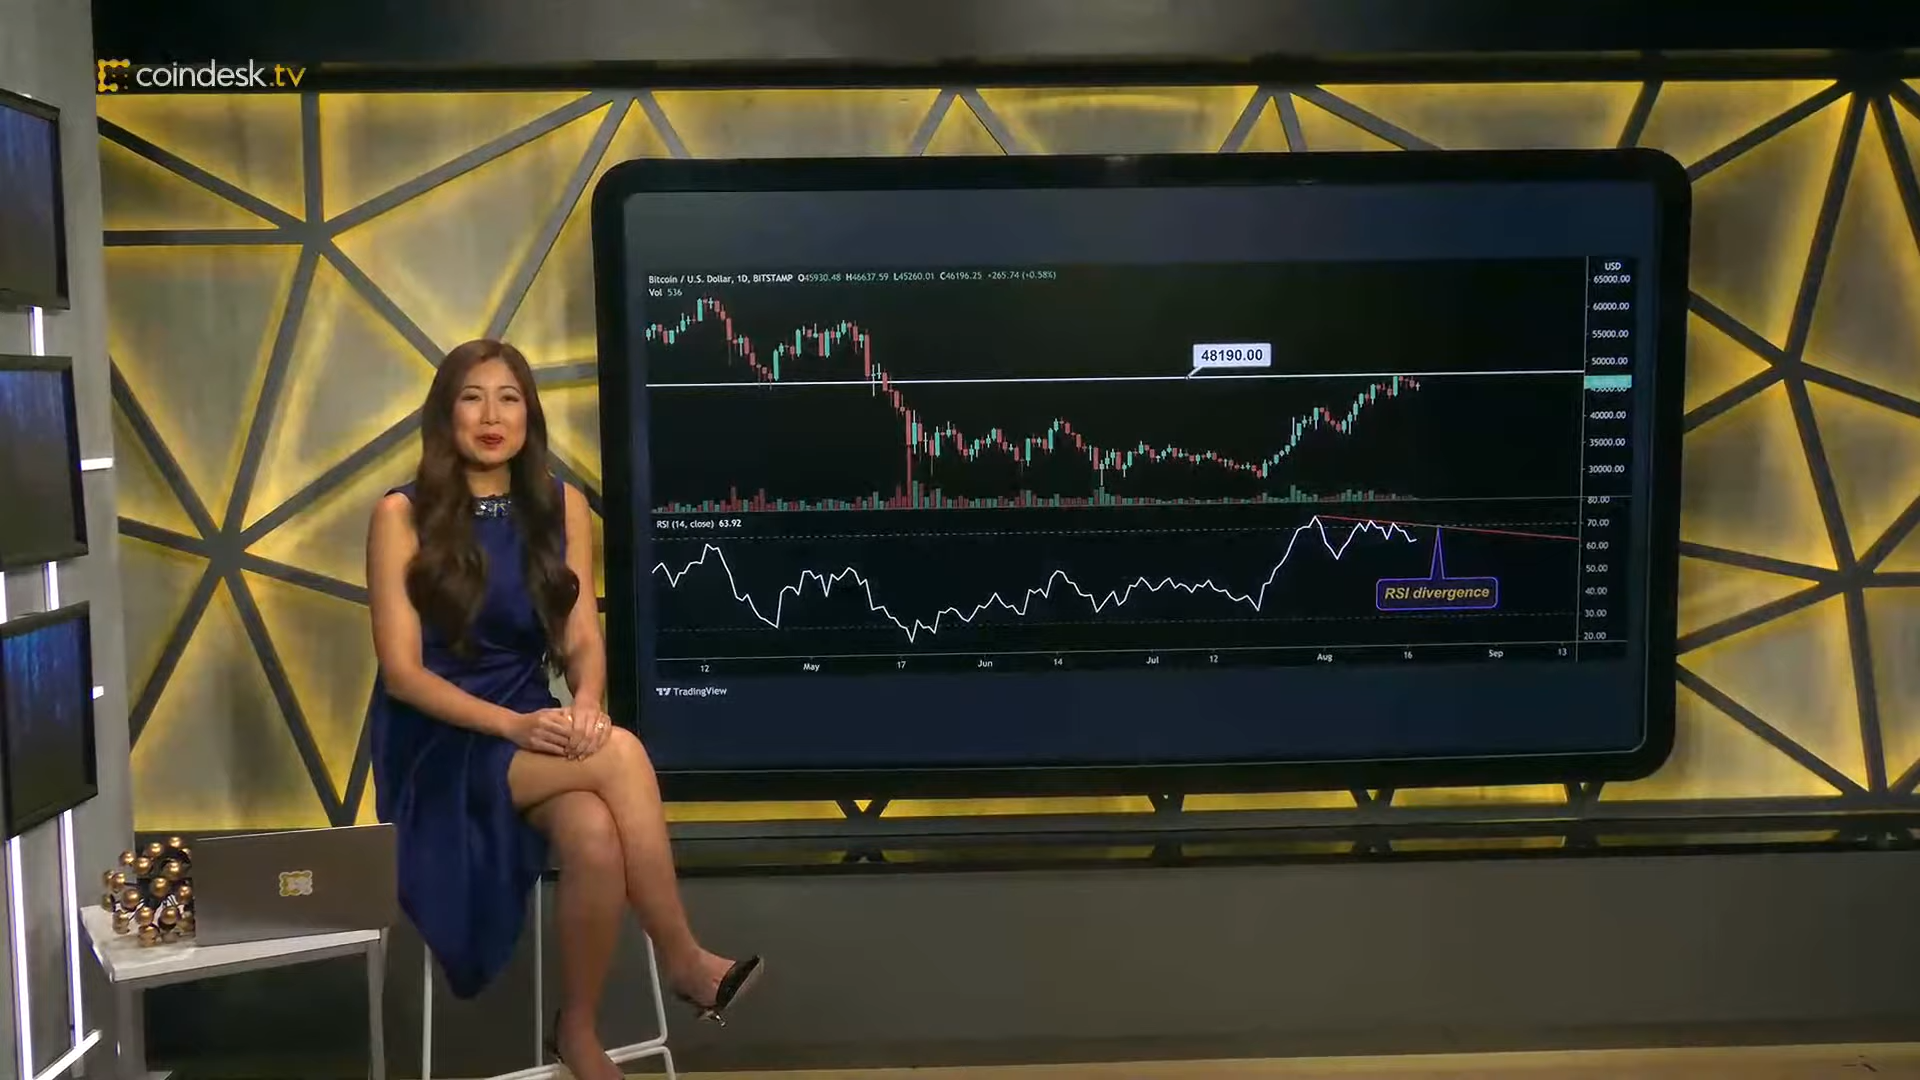 coindesk.tv
Bitcoin / U.S. Dollar, 1D, BITSTAMP O45930.48 H46637.59 L45260.01 C46196.25 +265.74 (+0.58%)
Vol 536
USD
65000.00
60000.00
55000.00
50000.00
48190.00
45000.00
40000.00
35000.00
30000.00
80.00
RSI (14, close) 63.92
70.00
60.00
50.00
40.00
30.00
20.00
RSI divergence
12 May 17 Jun 14 Jul 12 Aug 16 Sep 13
TradingView